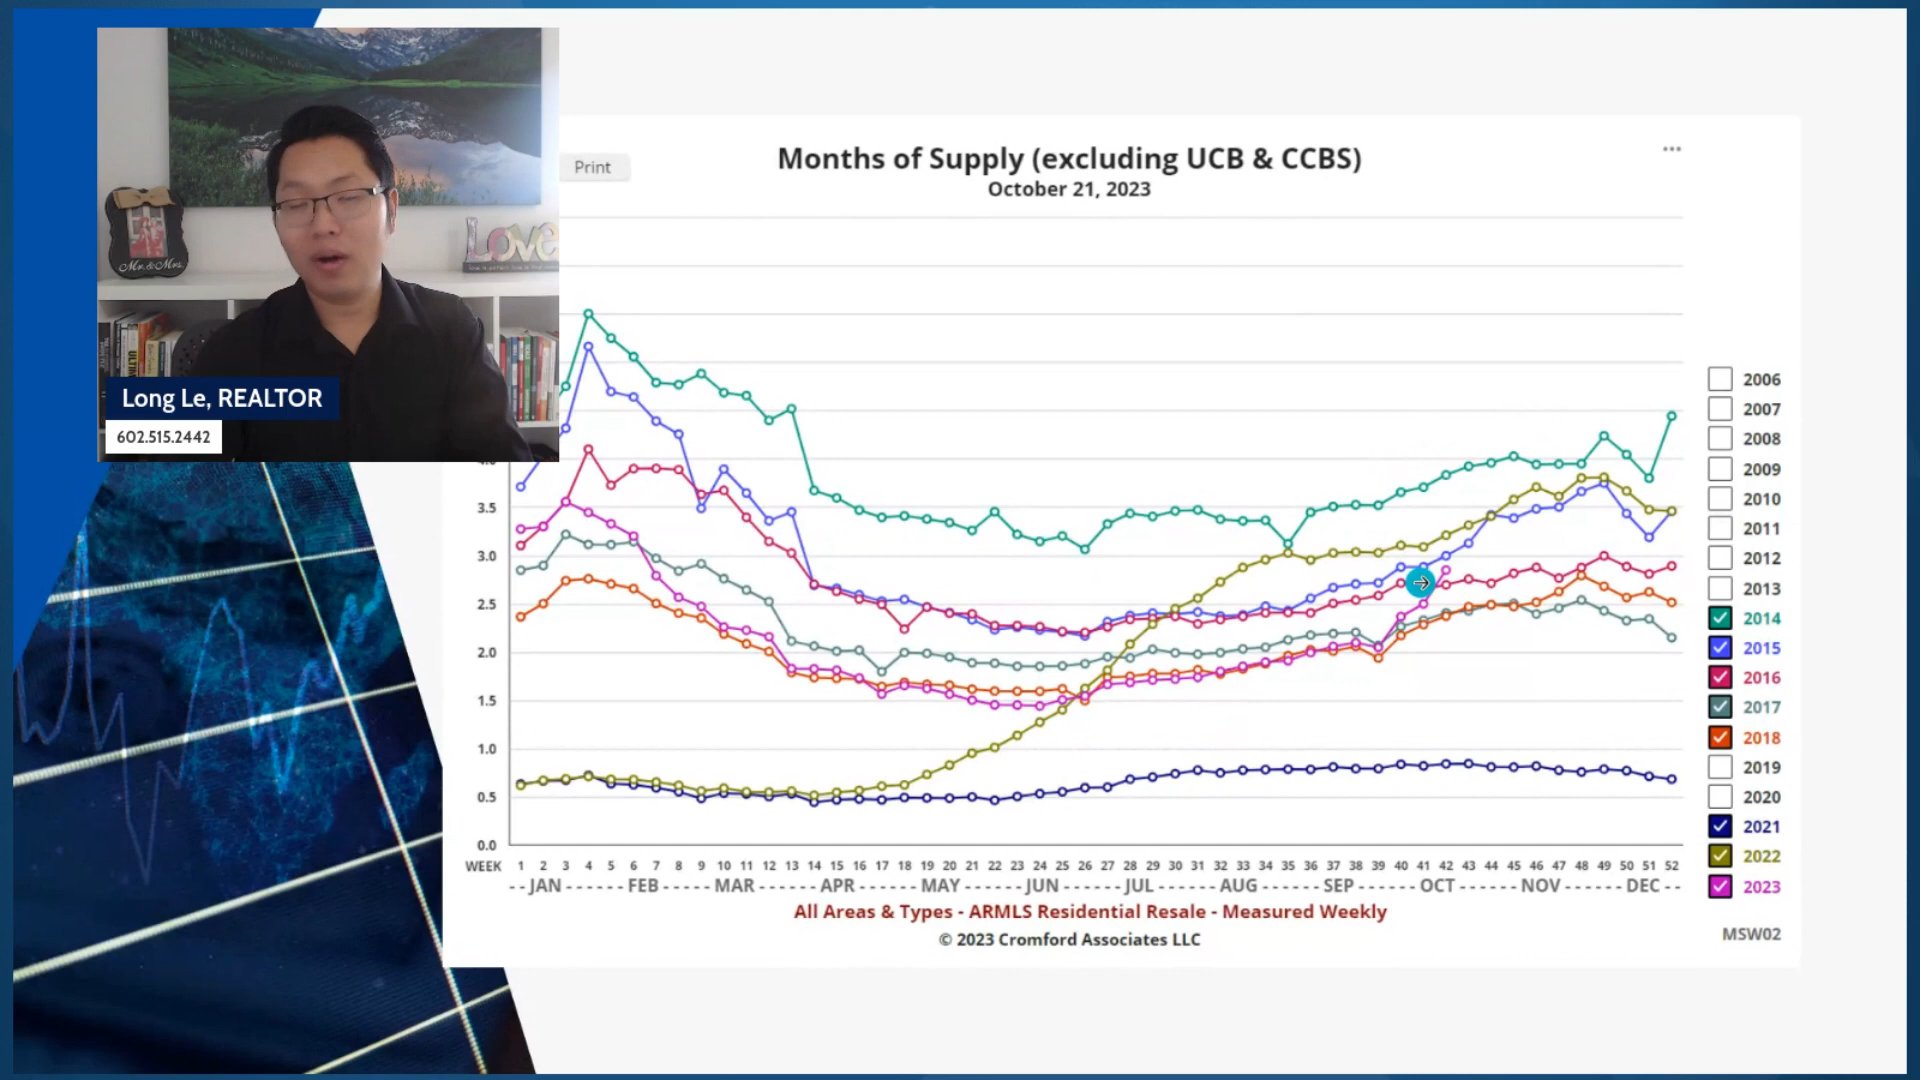 Mr. & Mrs.
Love
ULTIM
Long Le, REALTOR
602.515.2442
Print
Months of Supply (excluding UCB & CCBS)
October 21, 2023
3.5
3.0
2.5
2.0
1.5
1.0
0.5
0.0
WEEK 1 2 3 4 5 6 7 8 9 10 11 12 13 14 15 16 17 18 19 20 21 22 23 24 25 26 27 28 29 30 31 32 33 34 35 36 37 38 39 40 41 42 43 44 45 46 47 48 49 50 51 52
- - JAN - - - - - - FEB - - - - - MAR - - - - - - APR - - - - - - MAY - - - - - - JUN - - - - - JUL - - - - - - AUG - - - - - - SEP - - - - - - OCT - - - - - - NOV - - - - - - DEC - -
All Areas & Types - ARMLS Residential Resale - Measured Weekly
© 2023 Cromford Associates LLC
2006
2007
2008
2009
2010
2011
2012
2013
2014
2015
2016
2017
2018
2019
2020
2021
2022
2023
MSW02